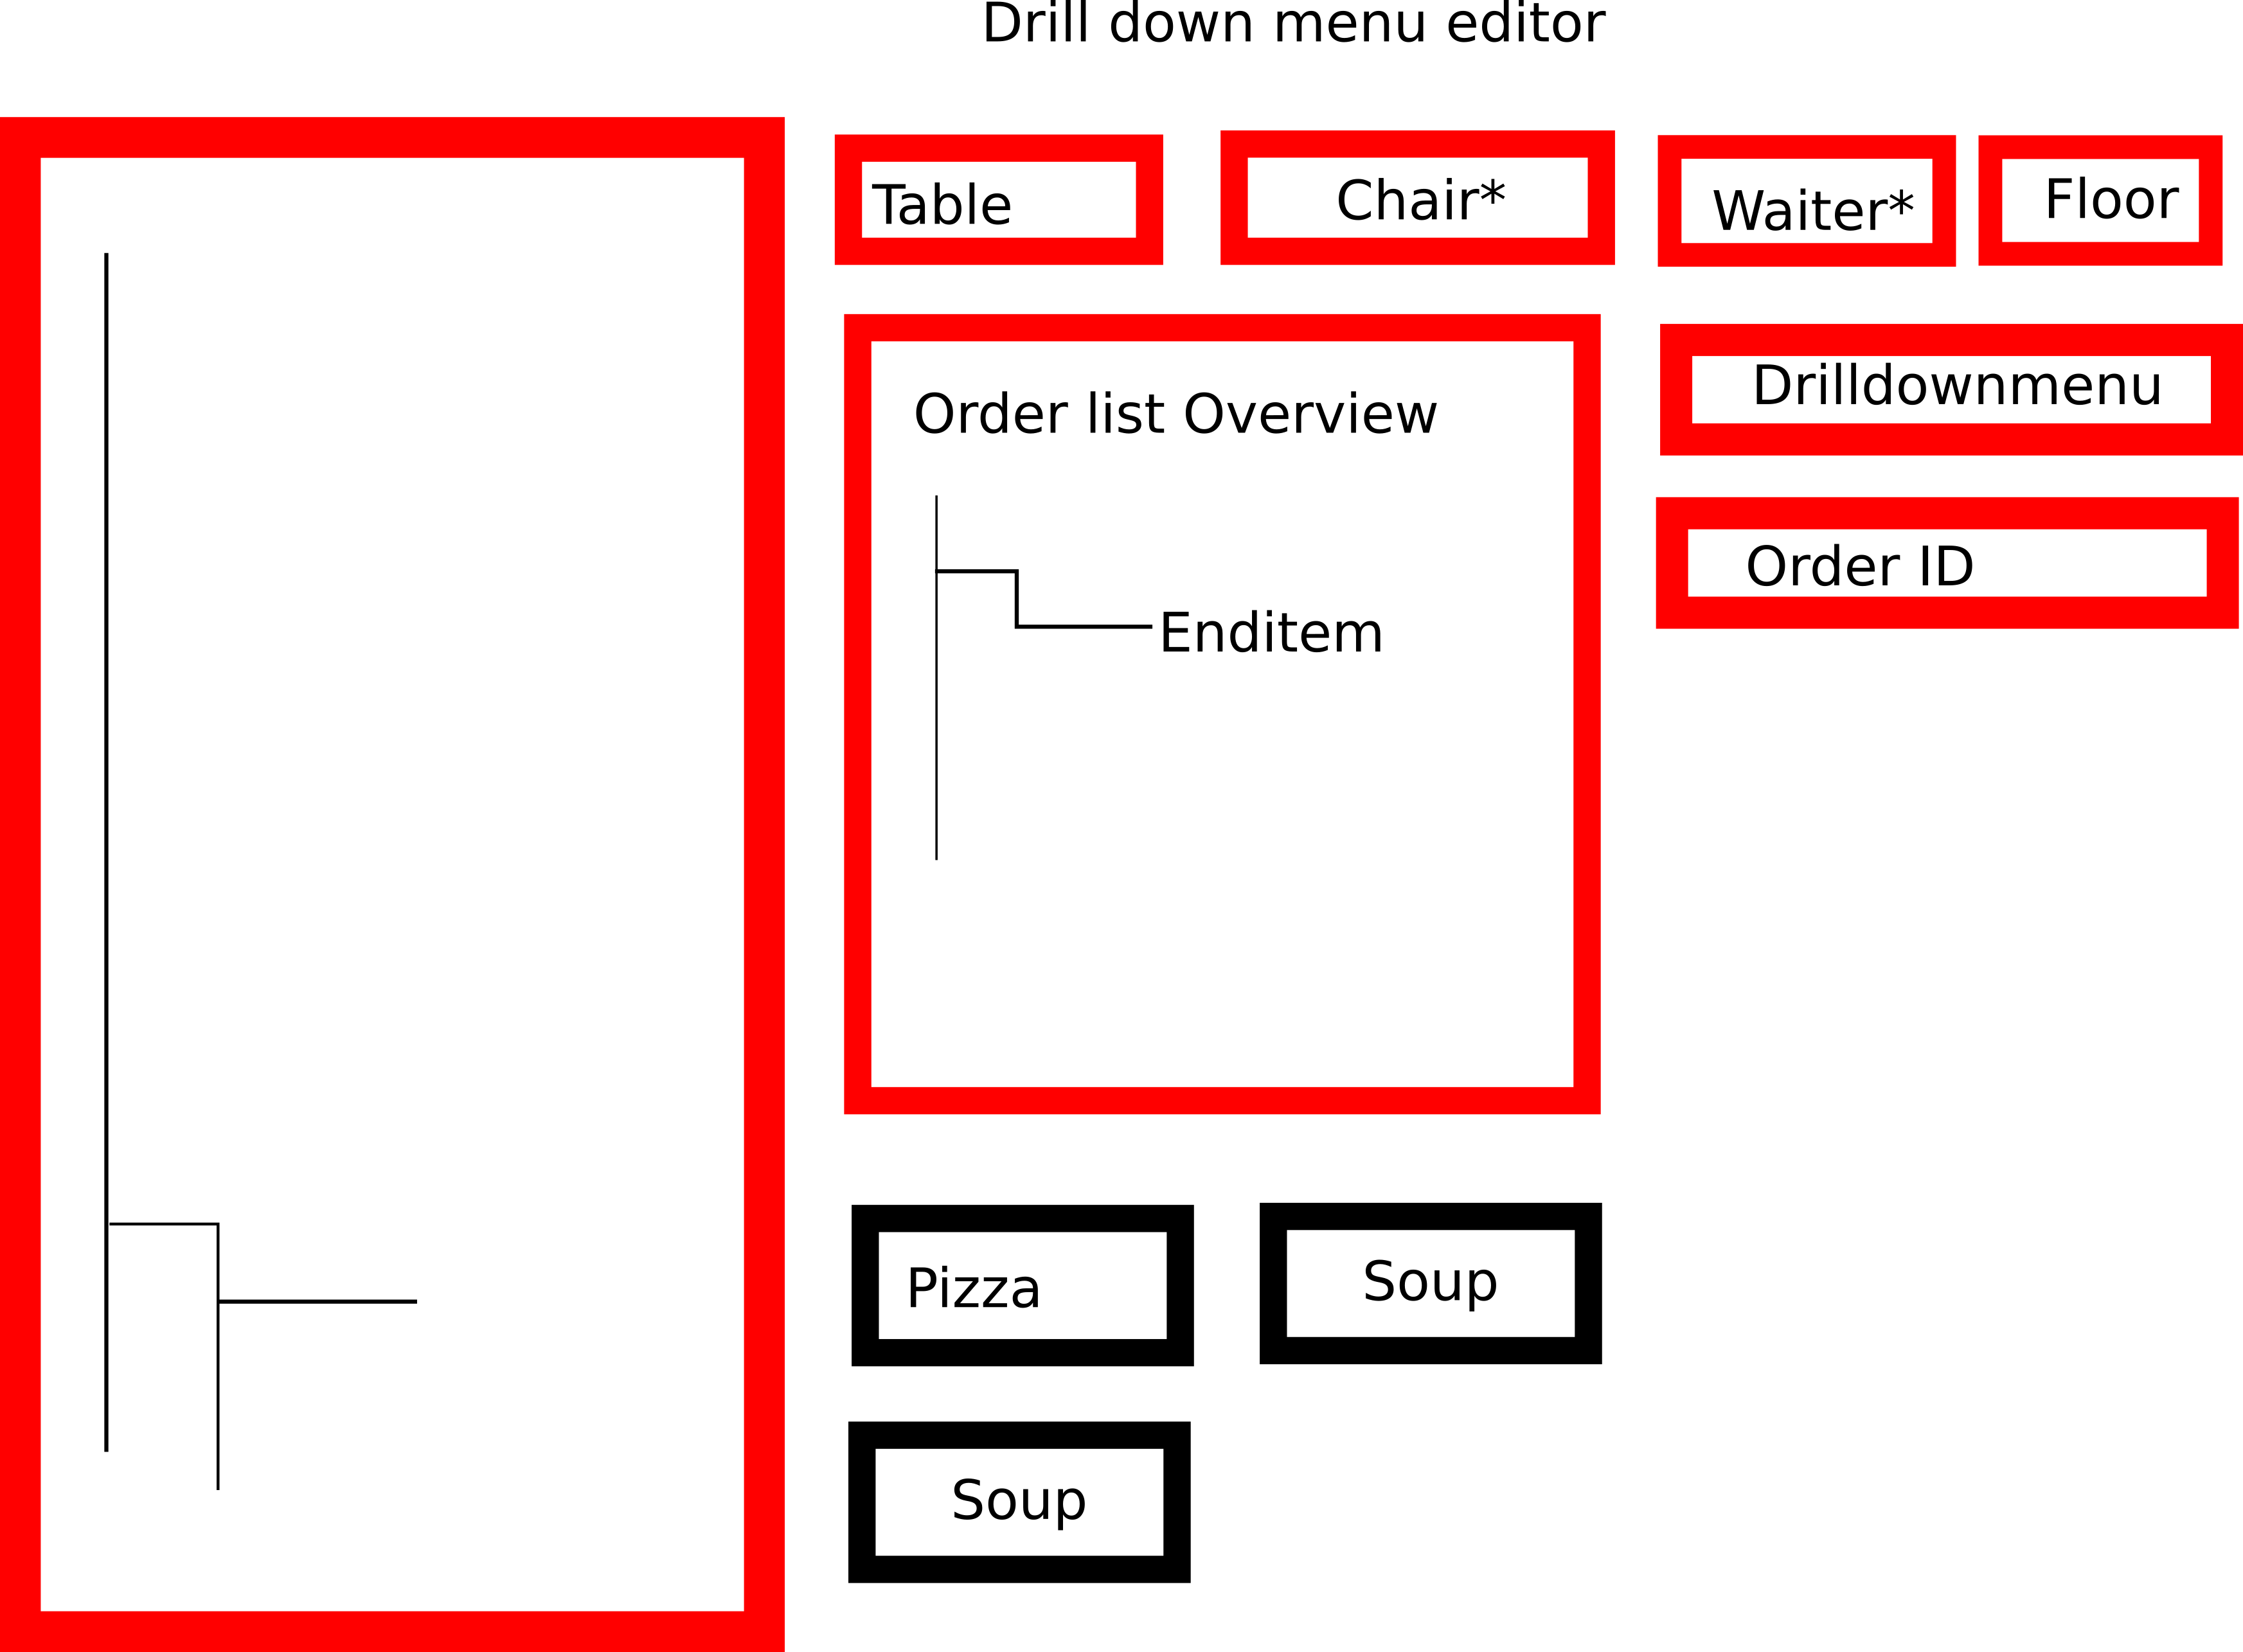 Drill down menu editor
Table
Chair*
Waiter*
Floor
Order list Overview
Drilldownmenu
Order ID
Enditem
Pizza
Soup
Soup